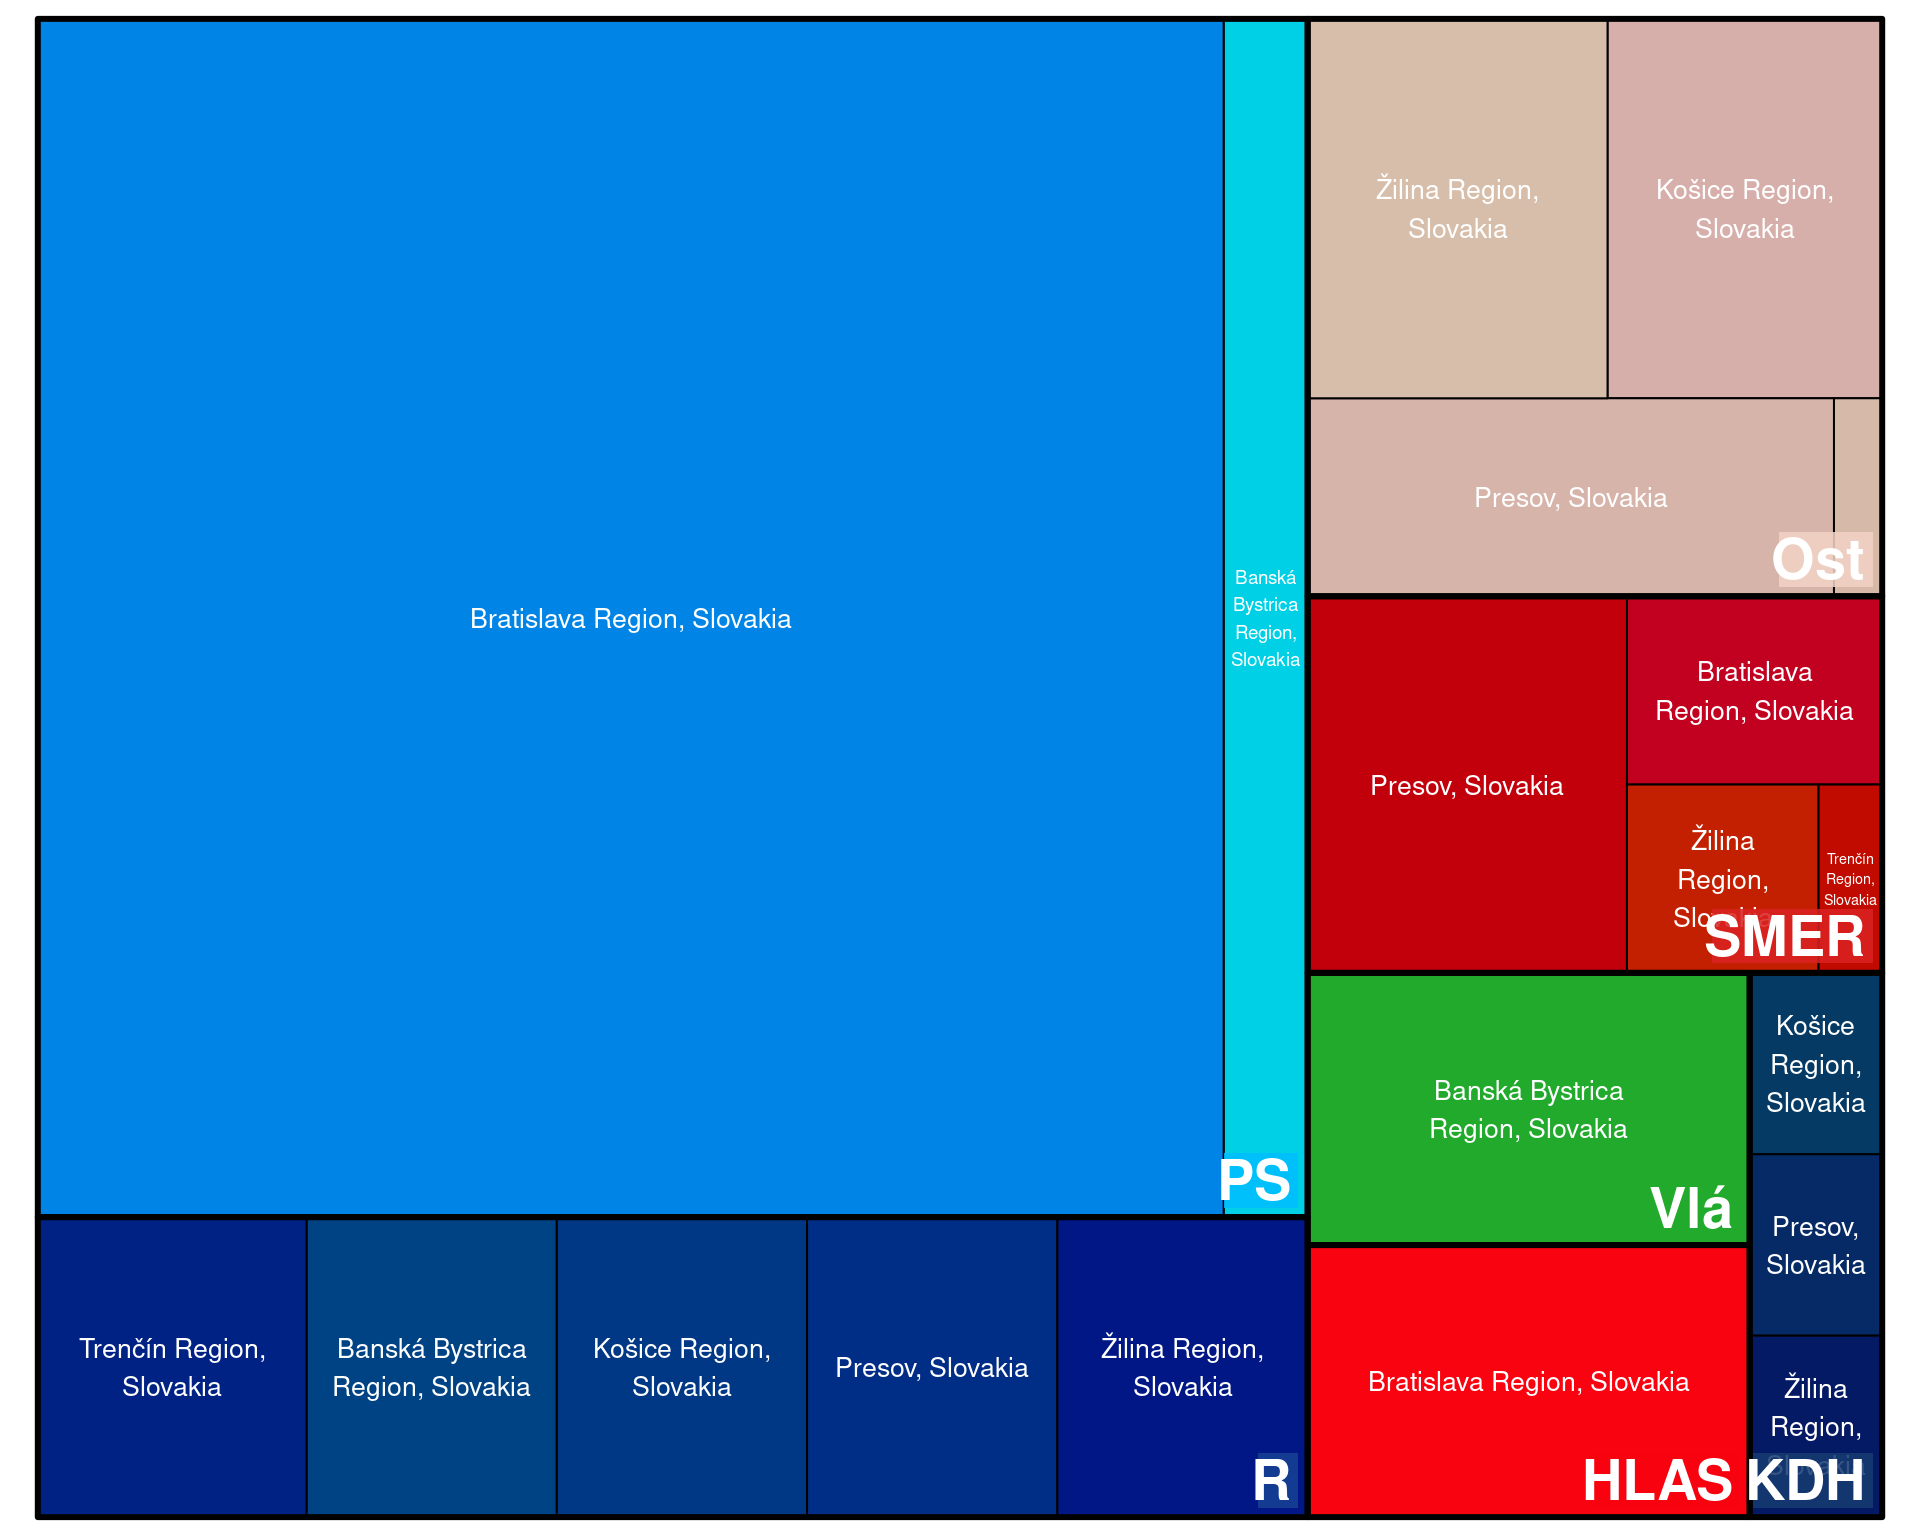 Bratislava Region, Slovakia
Banská
Bystrica
Region,
Slovakia
PS
Trenčín Region,
Slovakia
Banská Bystrica
Region, Slovakia
Košice Region,
Slovakia
Presov, Slovakia
Žilina Region,
Slovakia
R
Žilina Region,
Slovakia
Košice Region,
Slovakia
Presov, Slovakia
Ost
Presov, Slovakia
Bratislava
Region, Slovakia
Žilina
Region,
Slovakia
Trenčín
Region,
Slovakia
SMER
Banská Bystrica
Region, Slovakia
Vlá
Bratislava Region, Slovakia
HLAS
Košice
Region,
Slovakia
Presov,
Slovakia
Žilina
Region,
Slovakia
KDH